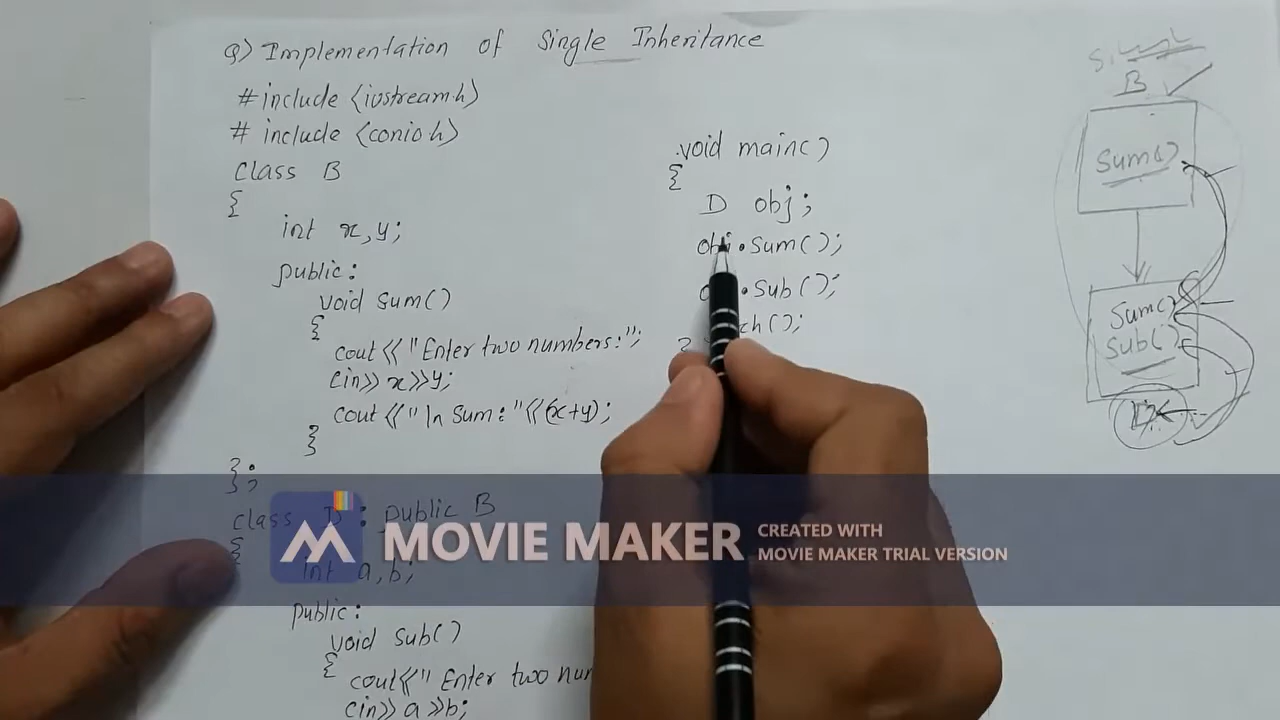 Q) Implementation of Single Inheritance
#include <iostream.h>
# include <conio.h>
class B
{
int x,y;
public:
void sum()
{
cout<<"Enter two numbers:";
cin>>x>>y;
cout<<"In Sum:"<<(x+y);
}
};
class D : public B
{
int a,b;
public:
void sub()
{
cout<<" Enter two
cin>>a>>b;
void main()
{
D obj;
obj.Sum();
.Sub();
ch();
B
Sum()
Sum()
Sub()
MOVIE MAKER
CREATED WITH
MOVIE MAKER TRIAL VERSION